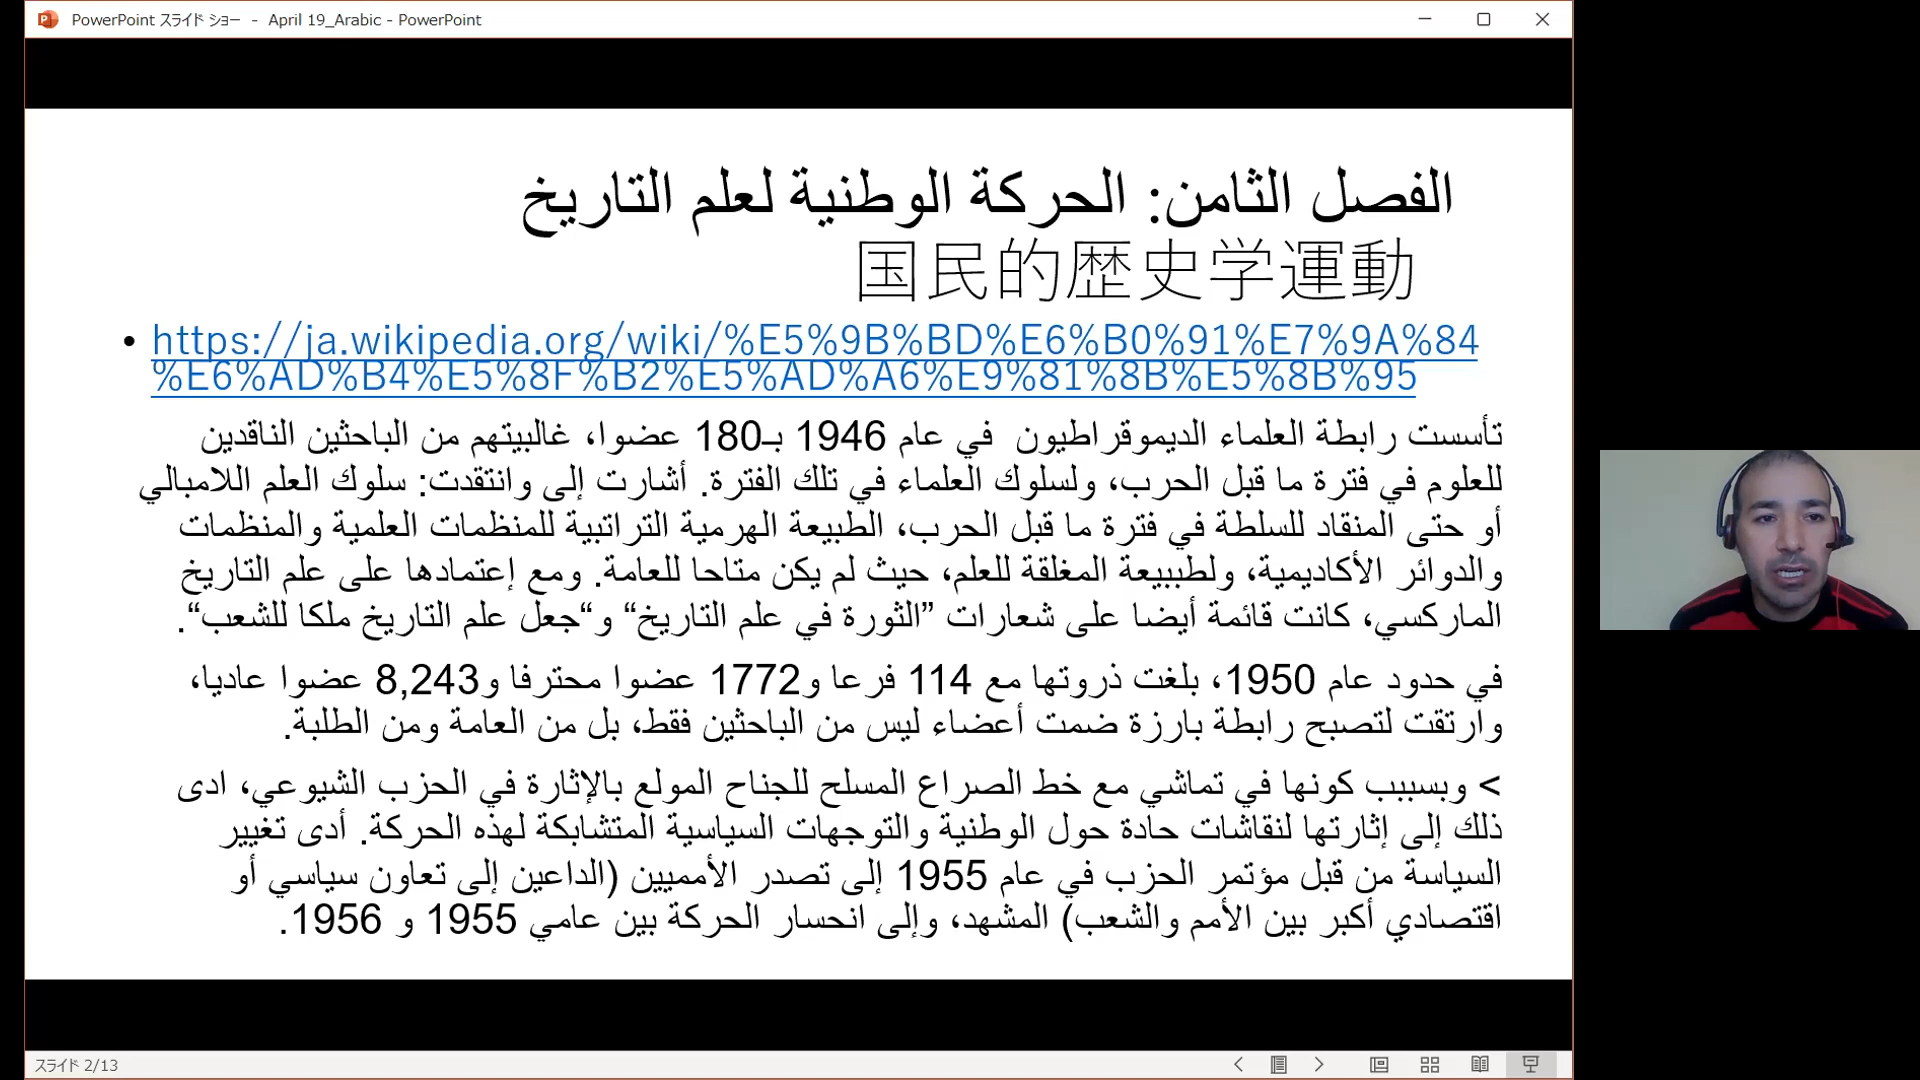 PowerPoint スライド ショー - April 19_Arabic - PowerPoint
الفصل الثامن: الحركة الوطنية لعلم التاريخ
国民的歴史学運動
• https://ja.wikipedia.org/wiki/%E5%9B%BD%E6%B0%91%E7%9A%84
%E6%AD%B4%E5%8F%B2%E5%AD%A6%E9%81%8B%E5%8B%95
تأسست رابطة العلماء الديموقراطيون في عام 1946 بـ180 عضوا، غالبيتهم من الباحثين الناقدين
للعلوم في فترة ما قبل الحرب، ولسلوك العلماء في تلك الفترة. أشارت إلى وانتقدت: سلوك العلم اللامبالي
أو حتى المنقاد للسلطة في فترة ما قبل الحرب، الطبيعة الهرمية التراتبية للمنظمات العلمية والمنظمات
والدوائر الأكاديمية، ولطببيعة المغلقة للعلم، حيث لم يكن متاحا للعامة. ومع إعتمادها على علم التاريخ
الماركسي، كانت قائمة أيضا على شعارات ”الثورة في علم التاريخ“ و“جعل علم التاريخ ملكا للشعب“.
في حدود عام 1950، بلغت ذروتها مع 114 فرعا و1772 عضوا محترفا و8,243 عضوا عاديا،
وارتقت لتصبح رابطة بارزة ضمت أعضاء ليس من الباحثين فقط، بل من العامة ومن الطلبة.
> وبسببب كونها في تماشي مع خط الصراع المسلح للجناح المولع بالإثارة في الحزب الشيوعي، ادى
ذلك إلى إثارتها لنقاشات حادة حول الوطنية والتوجهات السياسية المتشابكة لهذه الحركة. أدى تغيير
السياسة من قبل مؤتمر الحزب في عام 1955 إلى تصدر الأمميين (الداعين إلى تعاون سياسي أو
اقتصادي أكبر بين الأمم والشعب) المشهد، وإلى انحسار الحركة بين عامي 1955 و 1956.
スライド 2/13